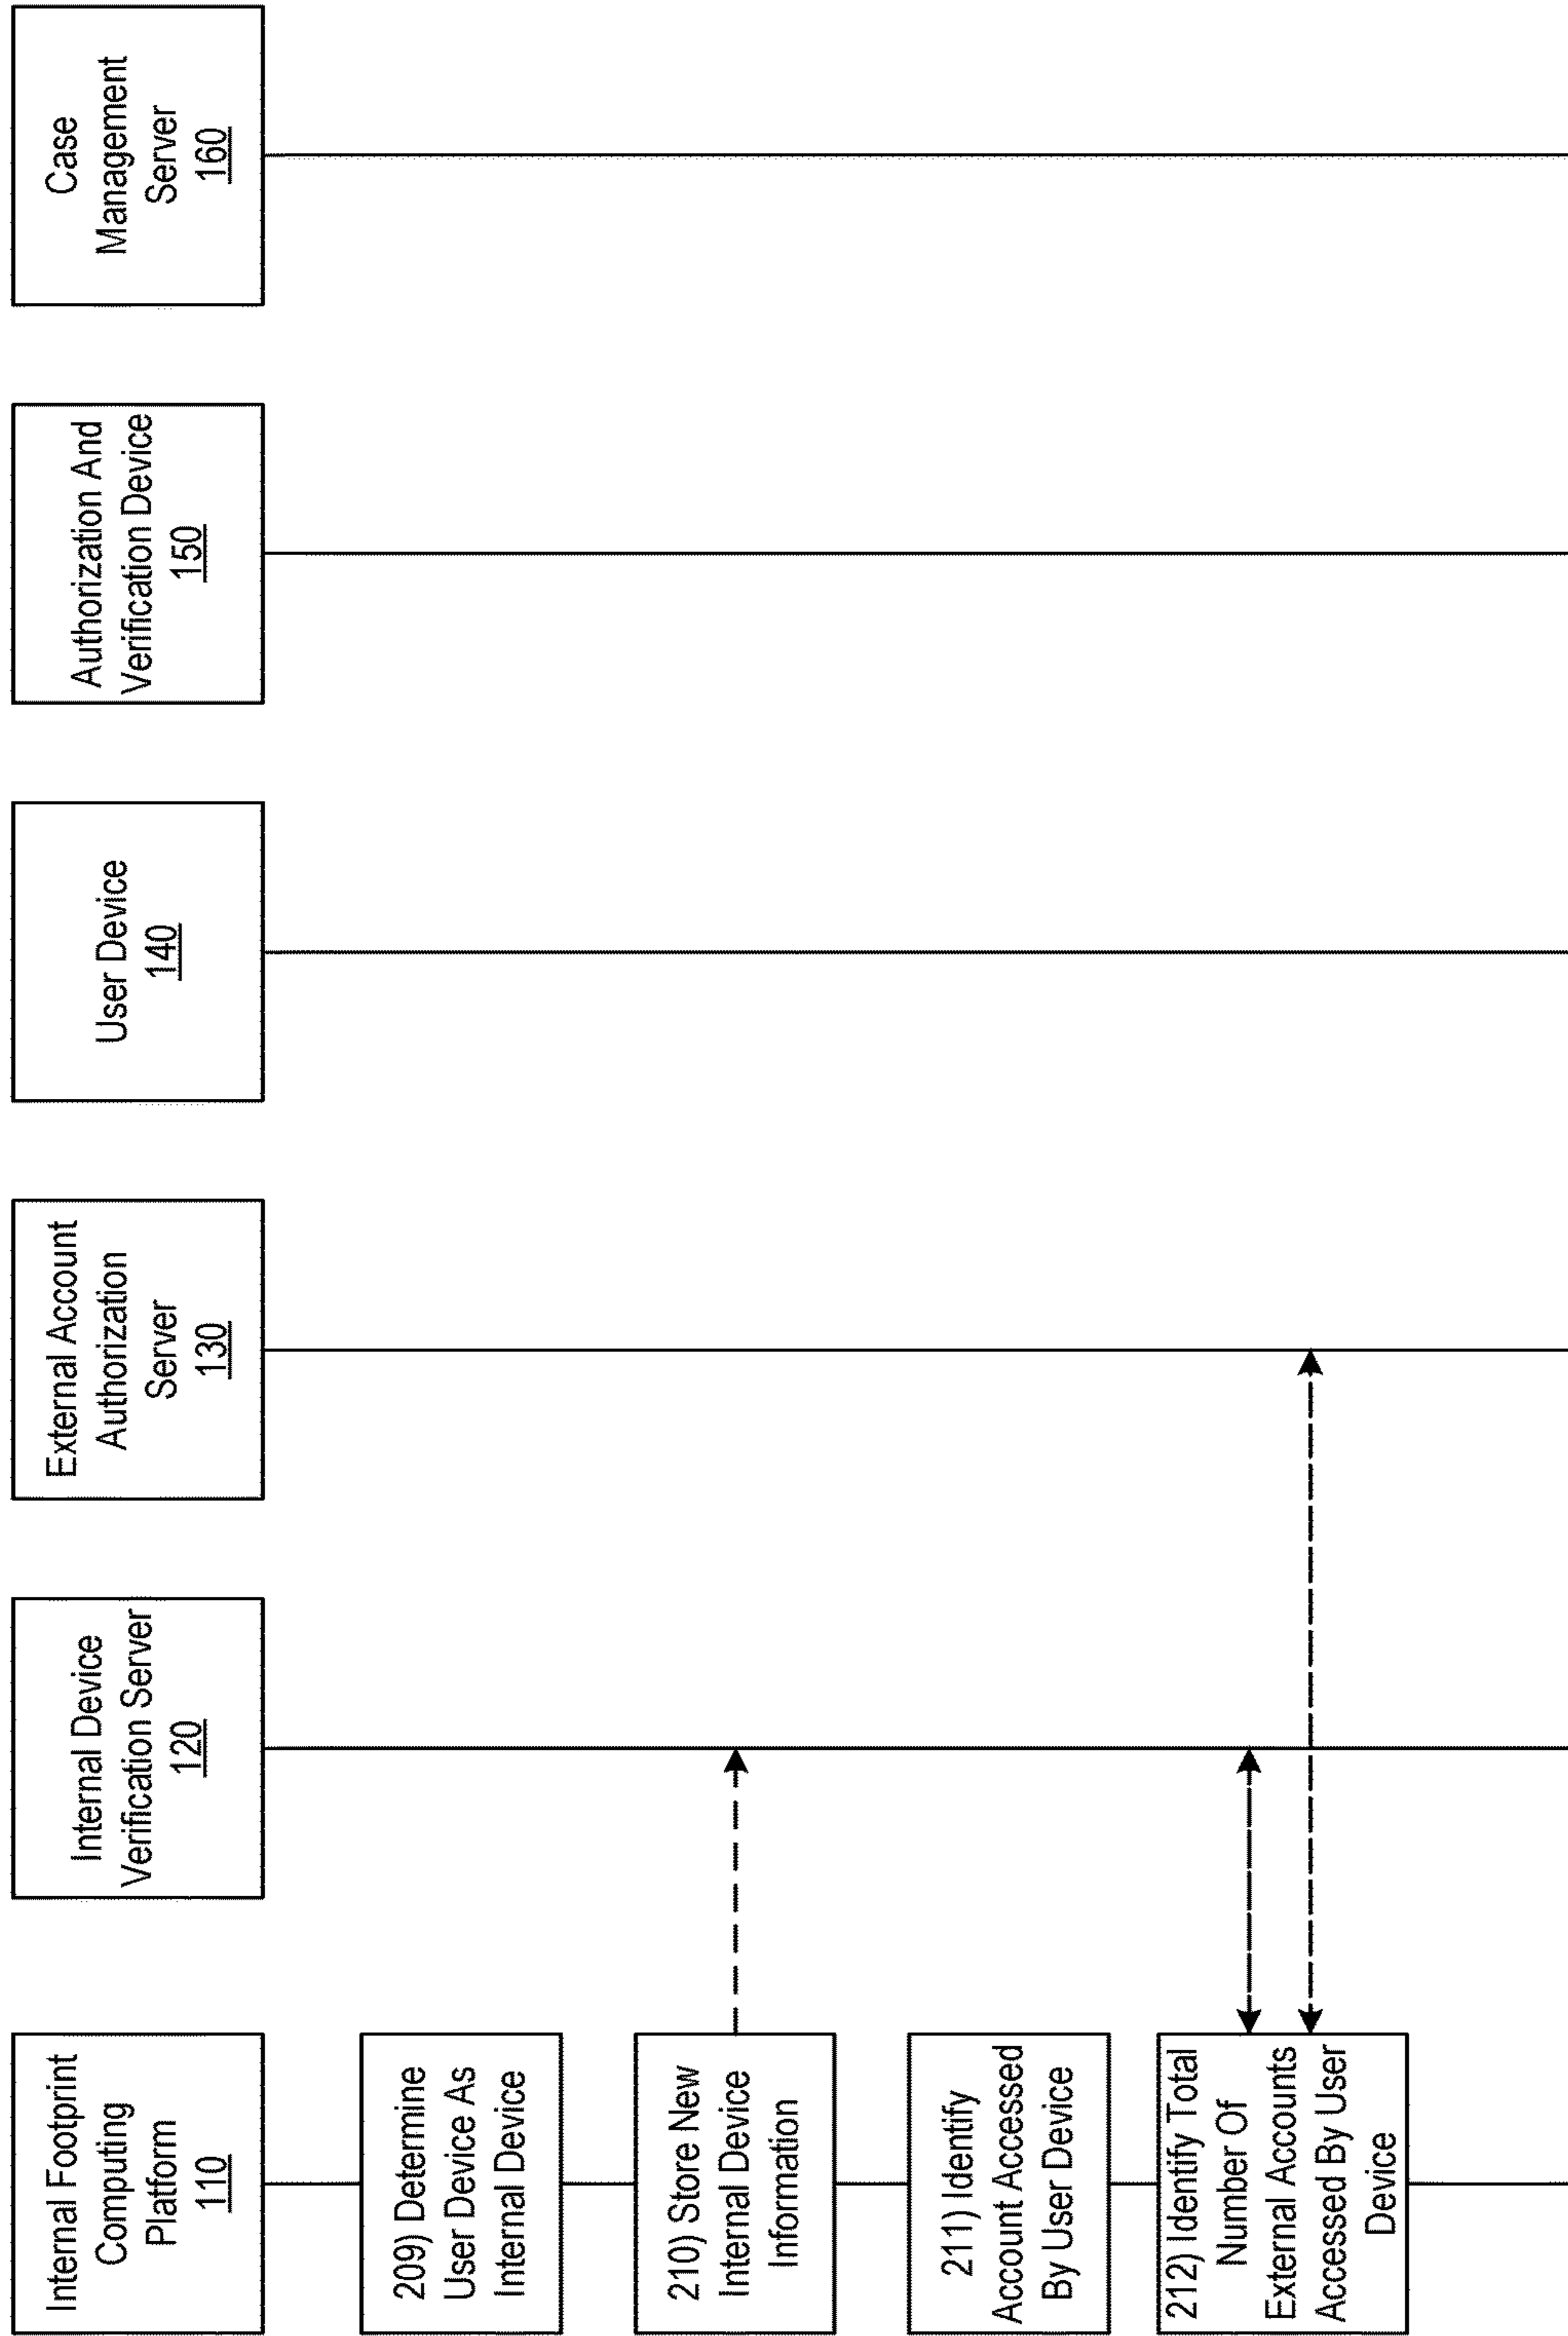 Internal Footprint
Computing
Platform
110
Internal Device
Verification Server
120
External Account
Authorization
Server
130
User Device
140
Authorization And
Verification Device
150
Case
Management
Server
160
209) Determine
User Device As
Internal Device
210) Store New
Internal Device
Information
211) Identify
Account Accessed
By User Device
212) Identify Total
Number Of
External Accounts
Accessed By User
Device